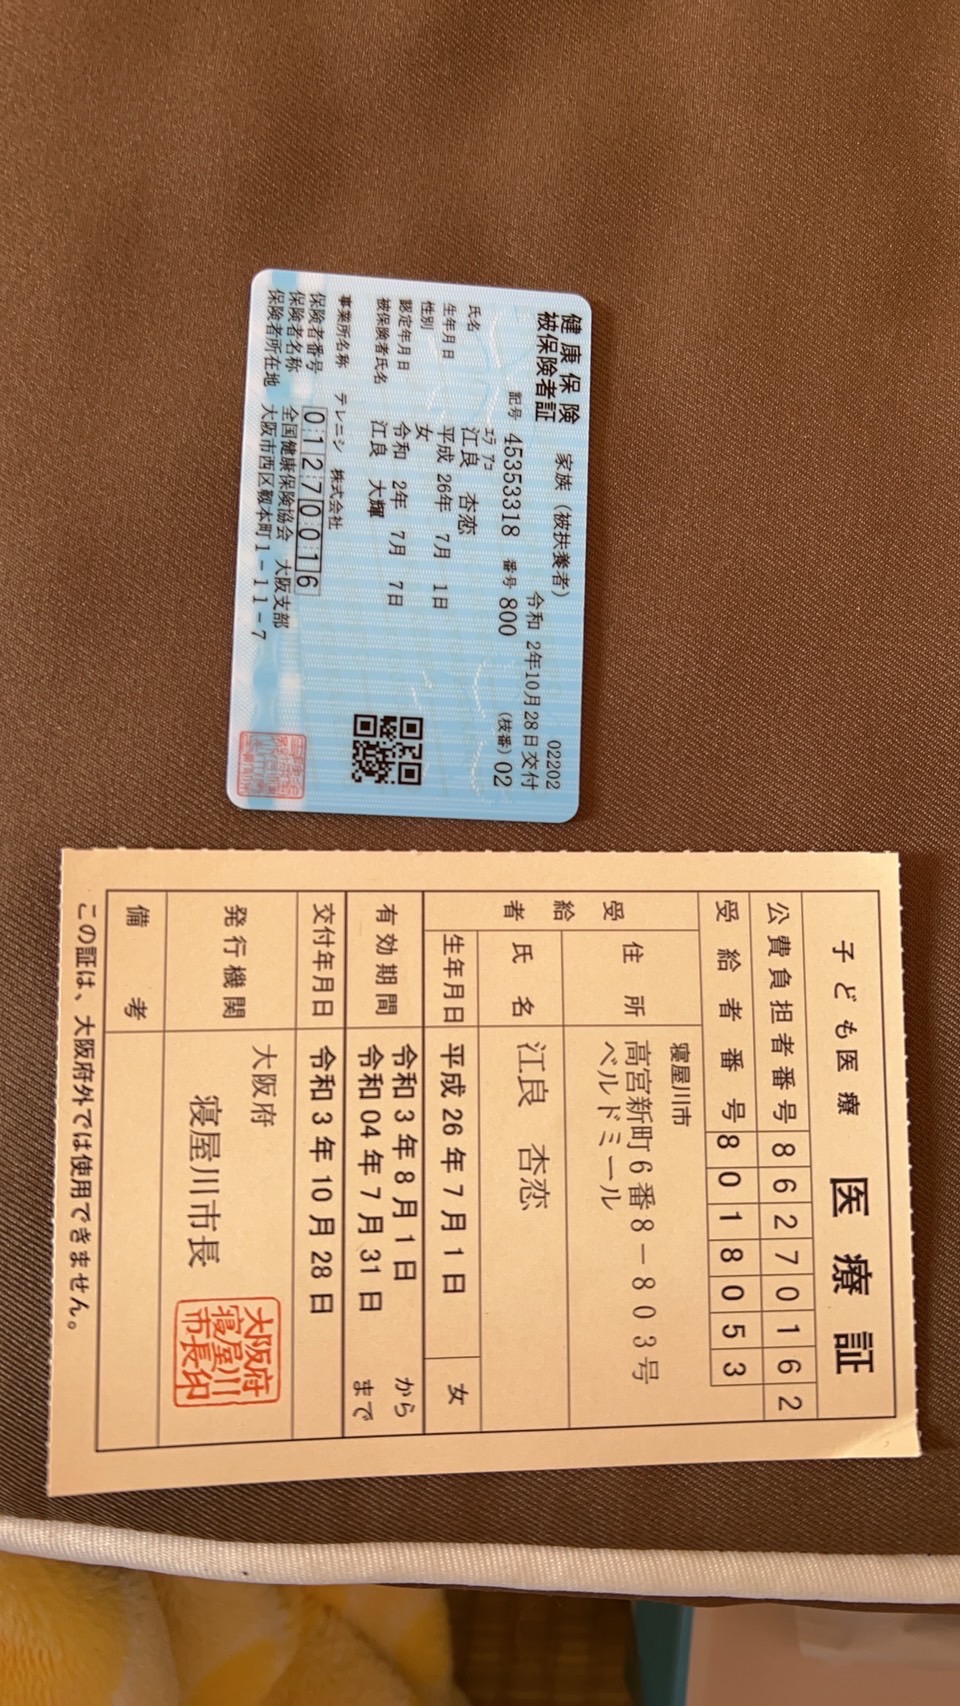 健康保険
被保険者証
家族（被扶養者）
02202
令和 2年10月28日交付
記号 45353318 番号 800 (枝番) 02
ｴﾗ ｱｺ
氏名 江良 杏恋
生年月日 平成 26年 7月 1日
性別 女
認定年月日 令和 2年 7月 7日
被保険者氏名 江良 大輝
事業所名称 テレニシ 株式会社
保険者番号 01270016
保険者名称 全国健康保険協会 大阪支部
保険者所在地 大阪市西区靱本町1-11-7
子ども医療 医療証
公費負担者番号 86270162
受給者番号 8018053
受給者
住所 寝屋川市
高宮新町6番8-803号
ベルドミール
氏名 江良 杏恋
生年月日 平成26年7月1日 女
有効期間 令和3年8月1日 から
令和04年7月31日 まで
交付年月日 令和3年10月28日
発行機関 大阪府
寝屋川市長
大阪府
寝屋川
市長印
備考
この証は、大阪府外では使用できません。